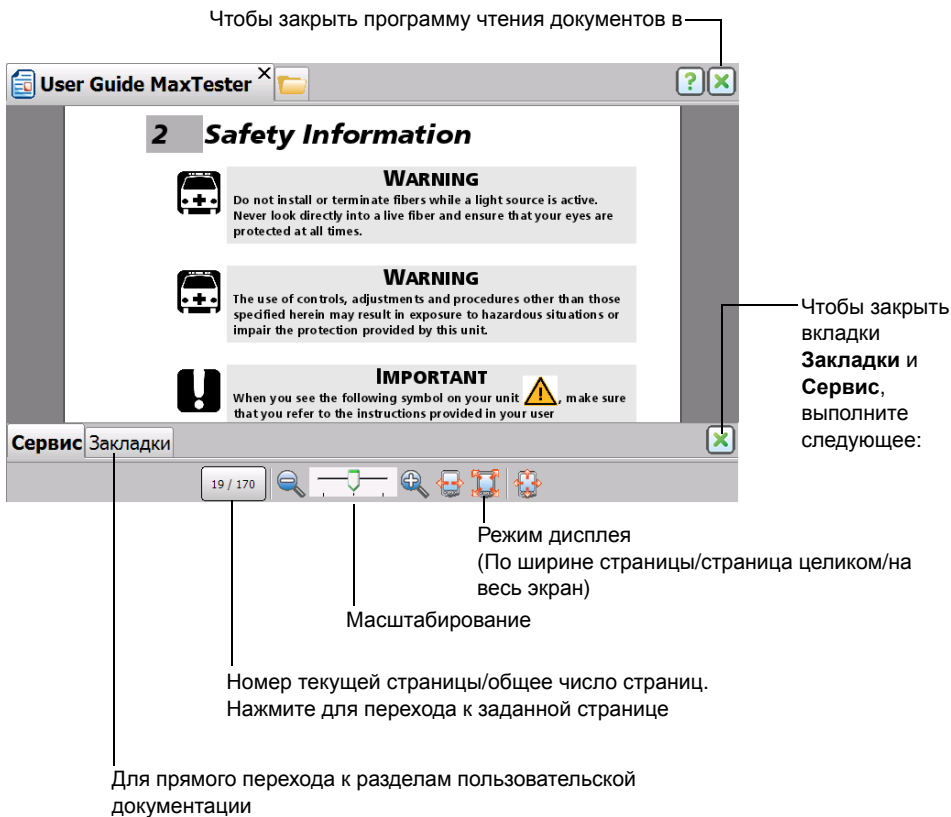 Чтобы закрыть программу чтения документов в
User Guide MaxTester
2 Safety Information
WARNING
Do not install or terminate fibers while a light source is active.
Never look directly into a live fiber and ensure that your eyes are
protected at all times.
WARNING
The use of controls, adjustments and procedures other than those
specified herein may result in exposure to hazardous situations or
impair the protection provided by this unit.
IMPORTANT
When you see the following symbol on your unit , make sure
that you refer to the instructions provided in your user
Чтобы закрыть
вкладки
Закладки и
Сервис,
выполните
следующее:
Сервис Закладки
19 / 170
Режим дисплея
(По ширине страницы/страница целиком/на
весь экран)
Масштабирование
Номер текущей страницы/общее число страниц.
Нажмите для перехода к заданной странице
Для прямого перехода к разделам пользовательской
документации